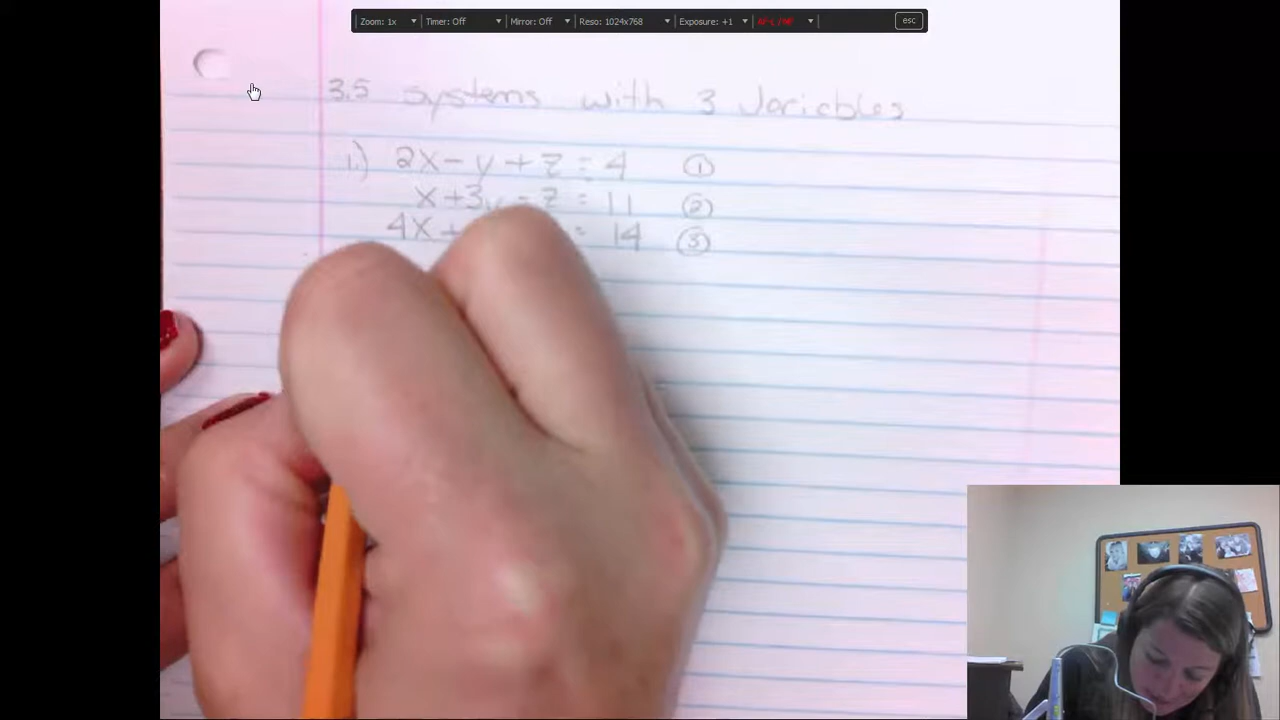 Zoom: 1x Timer: Off Mirror: Off Reso: 1024x768 Exposure: +1 esc
3.5 systems with 3 variables
1.) 2x - y + z = 4 ①
x + 3y - z = 11 ②
4x + = 14 ③